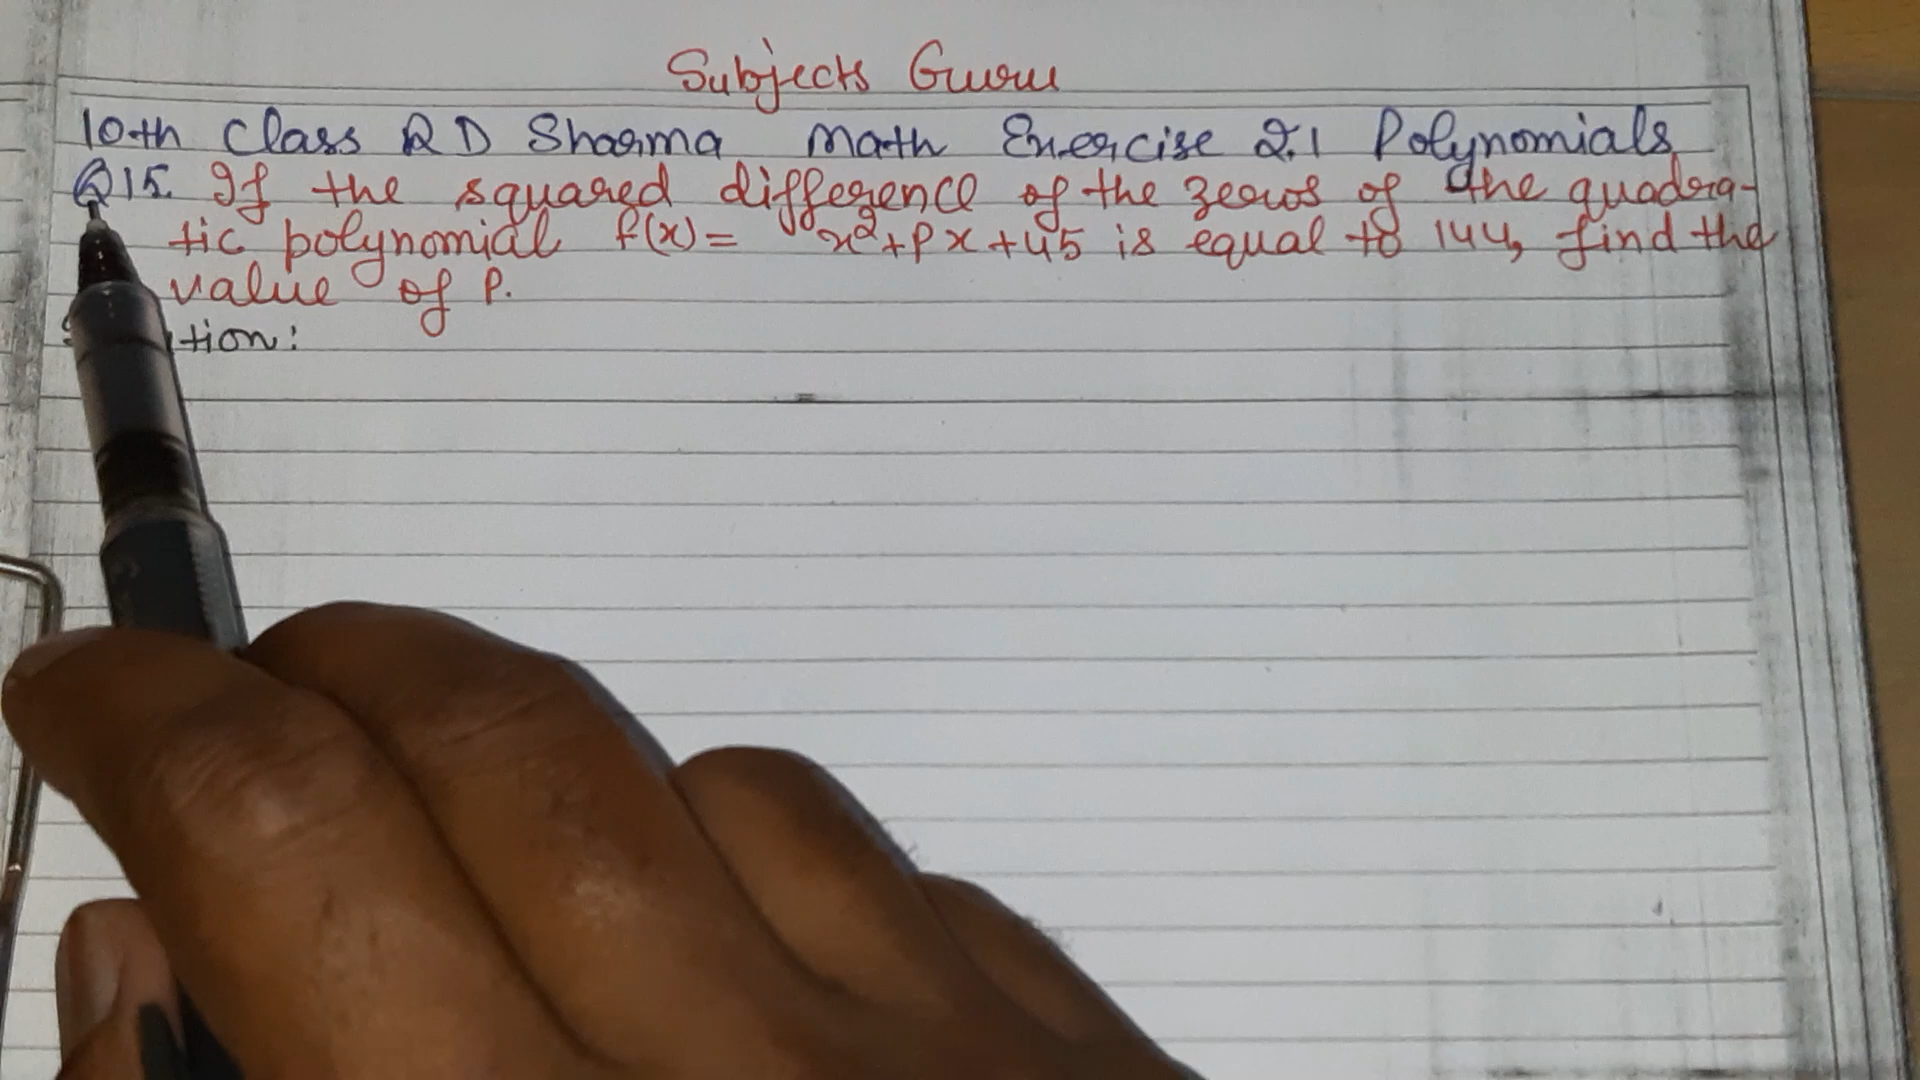 Subjects Guru
10th Class RD Sharma Math Exercise 2.1 Polynomials
Q15. If the squared difference of the zeros of the quadra-
tic polynomial f(x) = x²+px+45 is equal to 144, find the
value of P.
tion: